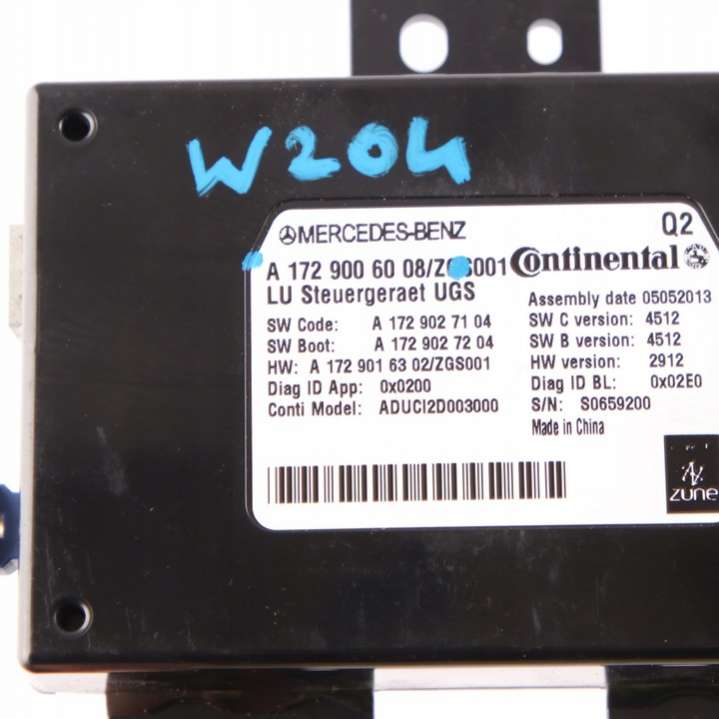 W204
MERCEDES-BENZ Q2
A 172 900 60 08/ZGS001 Continental
LU Steuergeraet UGS
Assembly date 05052013
SW Code: A 172 902 71 04 SW C version: 4512
SW Boot: A 172 902 72 04 SW B version: 4512
HW: A 172 901 63 02/ZGS001 HW version: 2912
Diag ID App: 0x0200 Diag ID BL: 0x02E0
Conti Model: ADUCI2D003000 S/N: S0659200
Made in China
zune